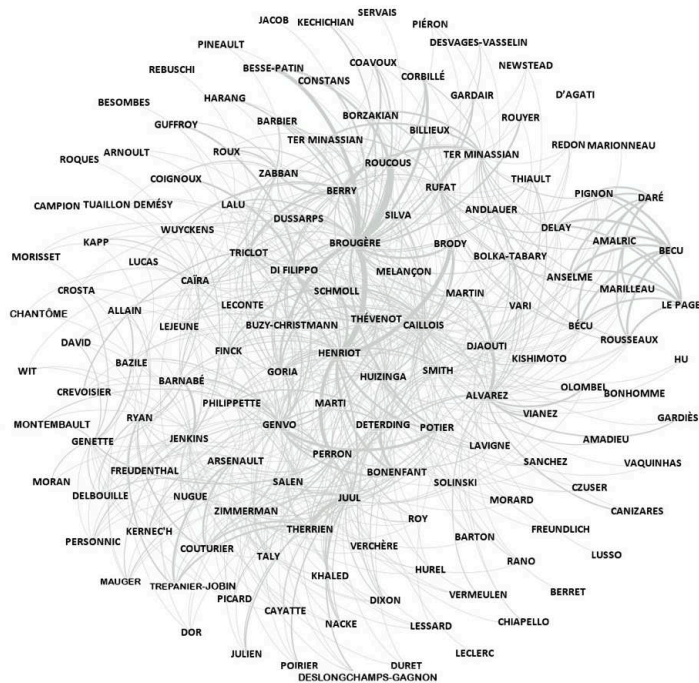 SERVAIS
JACOB
KECHICHIAN
PIÉRON
PINEAULT
DESVAGES-VASSELIN
REBUSCHI
BESSE-PATIN
COAVOUX
NEWSTEAD
CONSTANS
CORBILLÉ
BESOMBES
HARANG
GARDAIR
D'AGATI
GUFFROY
BARBIER
BORZAKIAN
ROUYER
BILLIEUX
TER MINASSIAN
REDON
MARIONNEAU
ROQUES
ARNOULT
ROUX
ROUCOUS
TER MINASSIAN
COIGNOUX
ZABBAN
THIAULT
BERRY
RUFAT
PIGNON
DARÉ
CAMPION
TUAILLON DEMÉSY
LALU
DUSSARPS
SILVA
ANDLAUER
WUYCKENS
DELAY
KAPP
BROUGÈRE
BRODY
AMALRIC
BECU
MORISSET
LUCAS
TRICLOT
BOLKA-TABARY
DI FILIPPO
MELANÇON
ANSELME
CROSTA
CAÏRA
SCHMOLL
MARTIN
MARILLEAU
CHANTÔME
ALLAIN
LECONTE
VARI
LE PAGE
LEJEUNE
BUZY-CHRISTMANN
THÉVENOT
CAILLOIS
BÉCU
DAVID
FINCK
HENRIOT
DJAOUTI
ROUSSEAUX
WIT
BAZILE
GORIA
KISHIMOTO
HU
BARNABÉ
HUIZINGA
SMITH
CREVOISIER
OLOMBEL
BONHOMME
PHILIPPETTE
MARTI
ALVAREZ
MONTEMBAULT
RYAN
GENVO
DETERDING
POTIER
VIANEZ
GARDIÈS
GENETTE
JENKINS
LAVIGNE
AMADIEU
PERRON
FREUDENTHAL
ARSENAULT
BONENFANT
SANCHEZ
VAQUINHAS
MORAN
SALEN
SOLINSKI
DELBOUILLE
NUGUE
JUUL
MORARD
CZUSER
ZIMMERMAN
ROY
CANIZARES
KERNEC'H
THERRIEN
BARTON
FREUNDLICH
PERSONNIC
COUTURIER
TALY
VERCHÈRE
LUSSO
MAUGER
TREPANIER-JOBIN
KHALED
HUREL
RANO
PICARD
DIXON
VERMEULEN
BERRET
CAYATTE
NACKE
LESSARD
CHIAPELLO
DOR
JULIEN
POIRIER
DURET
LECLERC
DESLONGCHAMPS-GAGNON